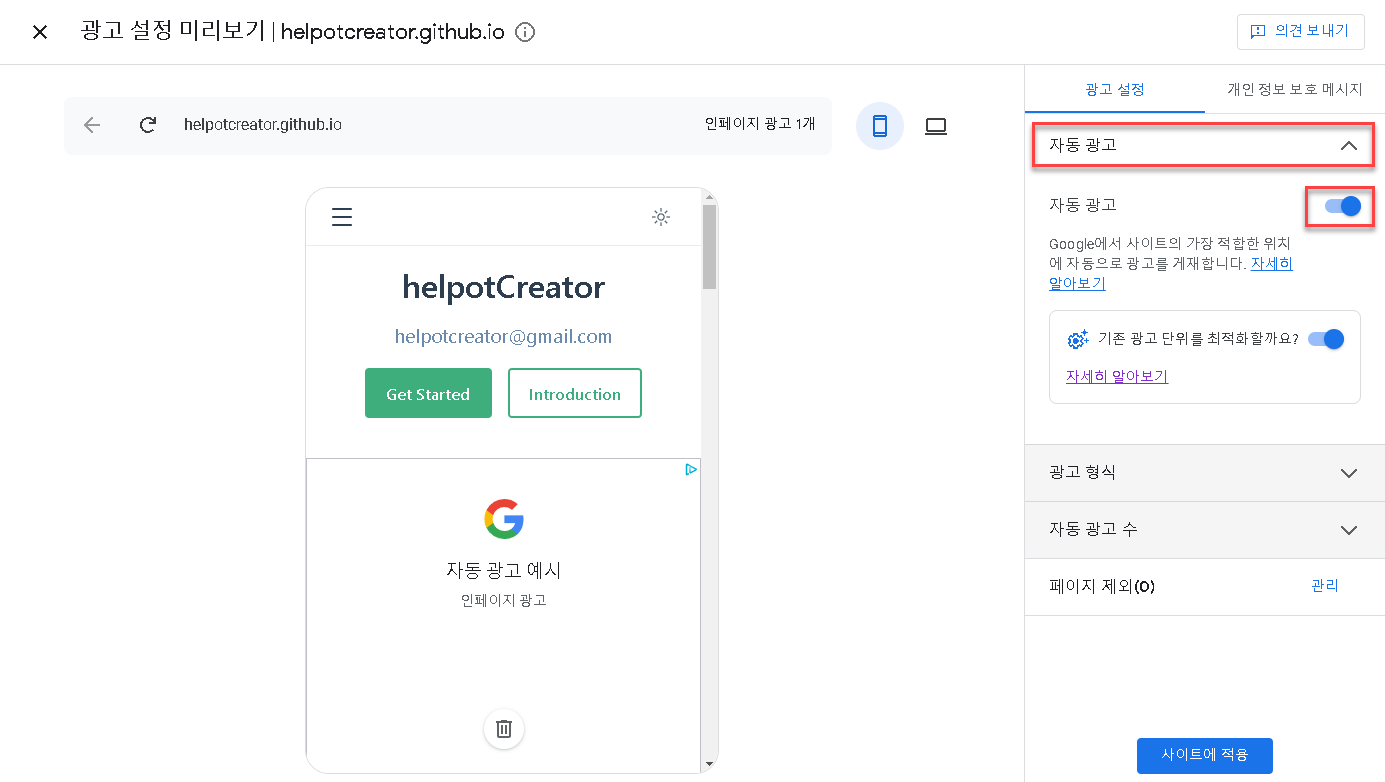 광고 설정 미리보기 | helpotcreator.github.io
의견 보내기
helpotcreator.github.io
인페이지 광고 1개
helpotCreator
helpotcreator@gmail.com
Get Started
Introduction
자동 광고 예시
인페이지 광고
광고 설정
개인 정보 보호 메시지
자동 광고
자동 광고
Google에서 사이트의 가장 적합한 위치
에 자동으로 광고를 게재합니다. 자세히
알아보기
기존 광고 단위를 최적화할까요?
자세히 알아보기
광고 형식
자동 광고 수
페이지 제외(0)
관리
사이트에 적용